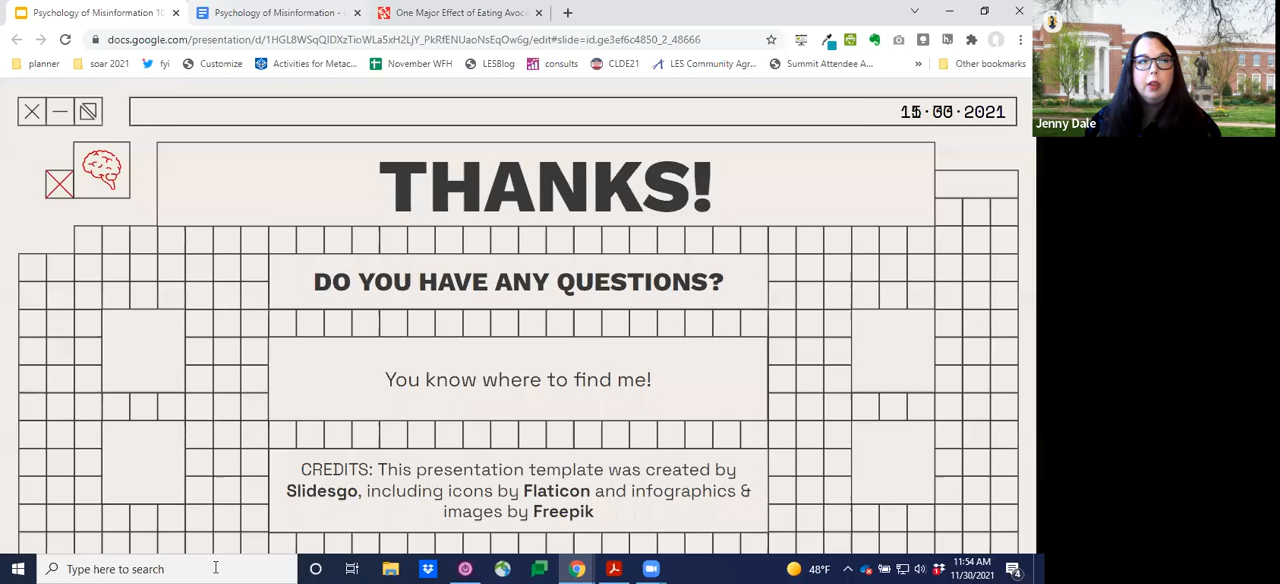 Psychology of Misinformation 10
Psychology of Misinformation -
One Major Effect of Eating Avoca
docs.google.com/presentation/d/1HGL8WSqQIDXzTioWLa5xH2LjY_PkRfENUaoNsEqOw6g/edit#slide=id.ge3ef6c4850_2_48666
planner
soar 2021
fyi
Customize
Activities for Metac...
November WFH
LESBlog
consults
CLDE21
LES Community Agr...
Summit Attendee A...
»
Other bookmarks
Jenny Dale
THANKS!
DO YOU HAVE ANY QUESTIONS?
You know where to find me!
CREDITS: This presentation template was created by
Slidesgo, including icons by Flaticon and infographics &
images by Freepik
Type here to search
48°F
11:54 AM
11/30/2021
4